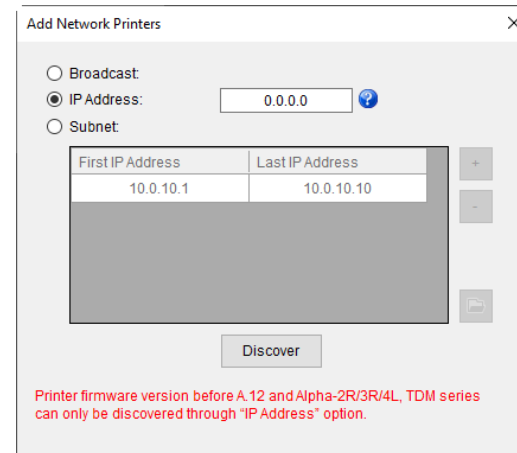 Add Network Printers
Broadcast:
IP Address: 0.0.0.0 ?
Subnet:
First IP Address Last IP Address
10.0.10.1 10.0.10.10
+
-
Discover
Printer firmware version before A.12 and Alpha-2R/3R/4L, TDM series
can only be discovered through “IP Address” option.